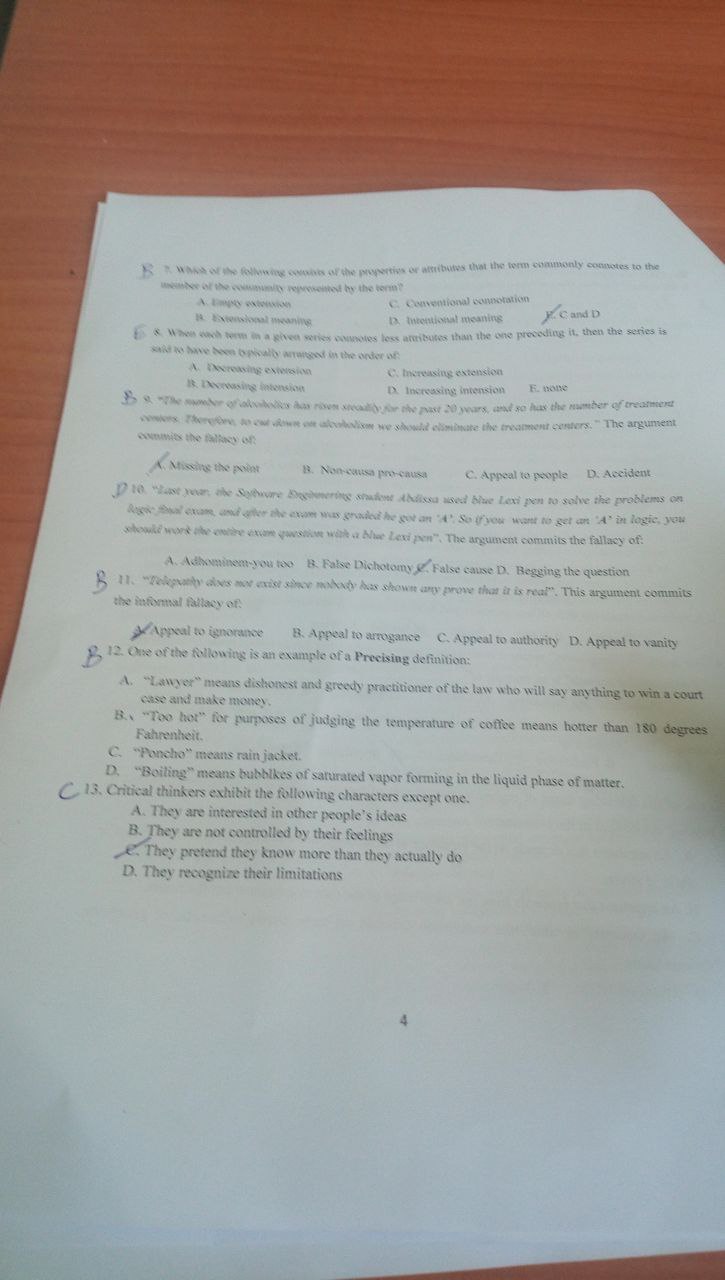 B 7. Which of the following consists of the properties or attributes that the term commonly connotes to the
member of the community represented by the term?
A. Empty extension C. Conventional connotation
B. Extensional meaning D. Intentional meaning E. C and D
8. When each term in a given series connotes less attributes than the one preceding it, then the series is
said to have been typically arranged in the order of:
A. Decreasing extension C. Increasing extension
B. Decreasing intension D. Increasing intension E. none
B 9. "The number of alcoholics has risen steadily for the past 20 years, and so has the number of treatment
centers. Therefore, to cut down on alcoholism we should eliminate the treatment centers." The argument
commits the fallacy of:
A. Missing the point B. Non-causa pro-causa C. Appeal to people D. Accident
D 10. "Last year, the Software Enginnering student Abdissa used blue Lexi pen to solve the problems on
logic final exam, and after the exam was graded he got an 'A'. So if you want to get an 'A' in logic, you
should work the entire exam question with a blue Lexi pen". The argument commits the fallacy of:
A. Adhominem-you too B. False Dichotomy C. False cause D. Begging the question
B 11. "Telepathy does not exist since nobody has shown any prove that it is real". This argument commits
the informal fallacy of:
A. Appeal to ignorance B. Appeal to arrogance C. Appeal to authority D. Appeal to vanity
B 12. One of the following is an example of a Precising definition:
A. "Lawyer" means dishonest and greedy practitioner of the law who will say anything to win a court
case and make money.
B. "Too hot" for purposes of judging the temperature of coffee means hotter than 180 degrees
Fahrenheit.
C. "Poncho" means rain jacket.
D. "Boiling" means bubblkes of saturated vapor forming in the liquid phase of matter.
C 13. Critical thinkers exhibit the following characters except one.
A. They are interested in other people's ideas
B. They are not controlled by their feelings
C. They pretend they know more than they actually do
D. They recognize their limitations
4